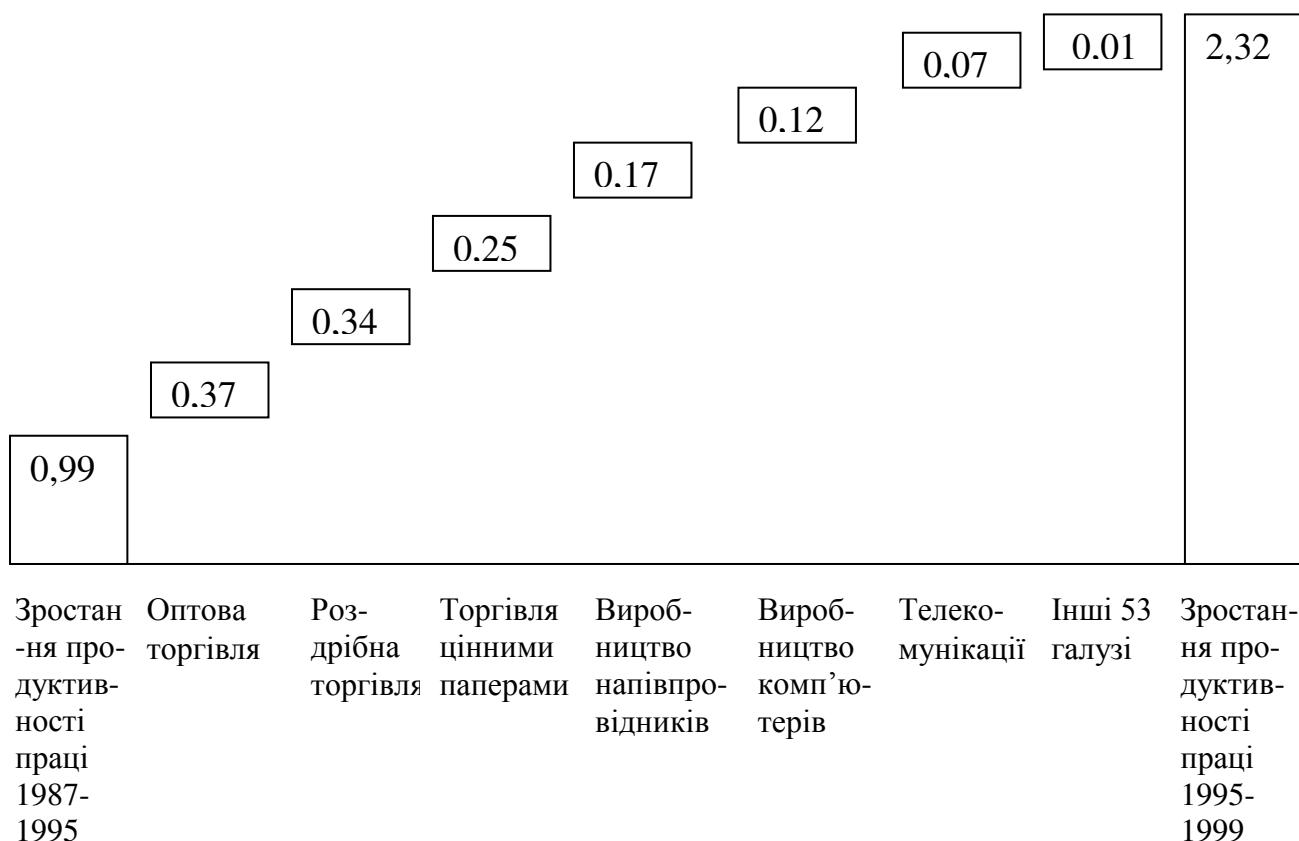 0,01
2,32
0,07
0,12
0,17
0,25
0,34
0,37
0,99
Зростан
-ня про-
дуктив-
ності
праці
1987-
1995
Оптова
торгівля
Роз-
дрібна
торгівля
Торгівля
цінними
паперами
Вироб-
ництво
напівпро-
відників
Вироб-
ництво
комп’ю-
терів
Телеко-
мунікації
Інші 53
галузі
Зростан-
ня про-
дуктив-
ності
праці
1995-
1999